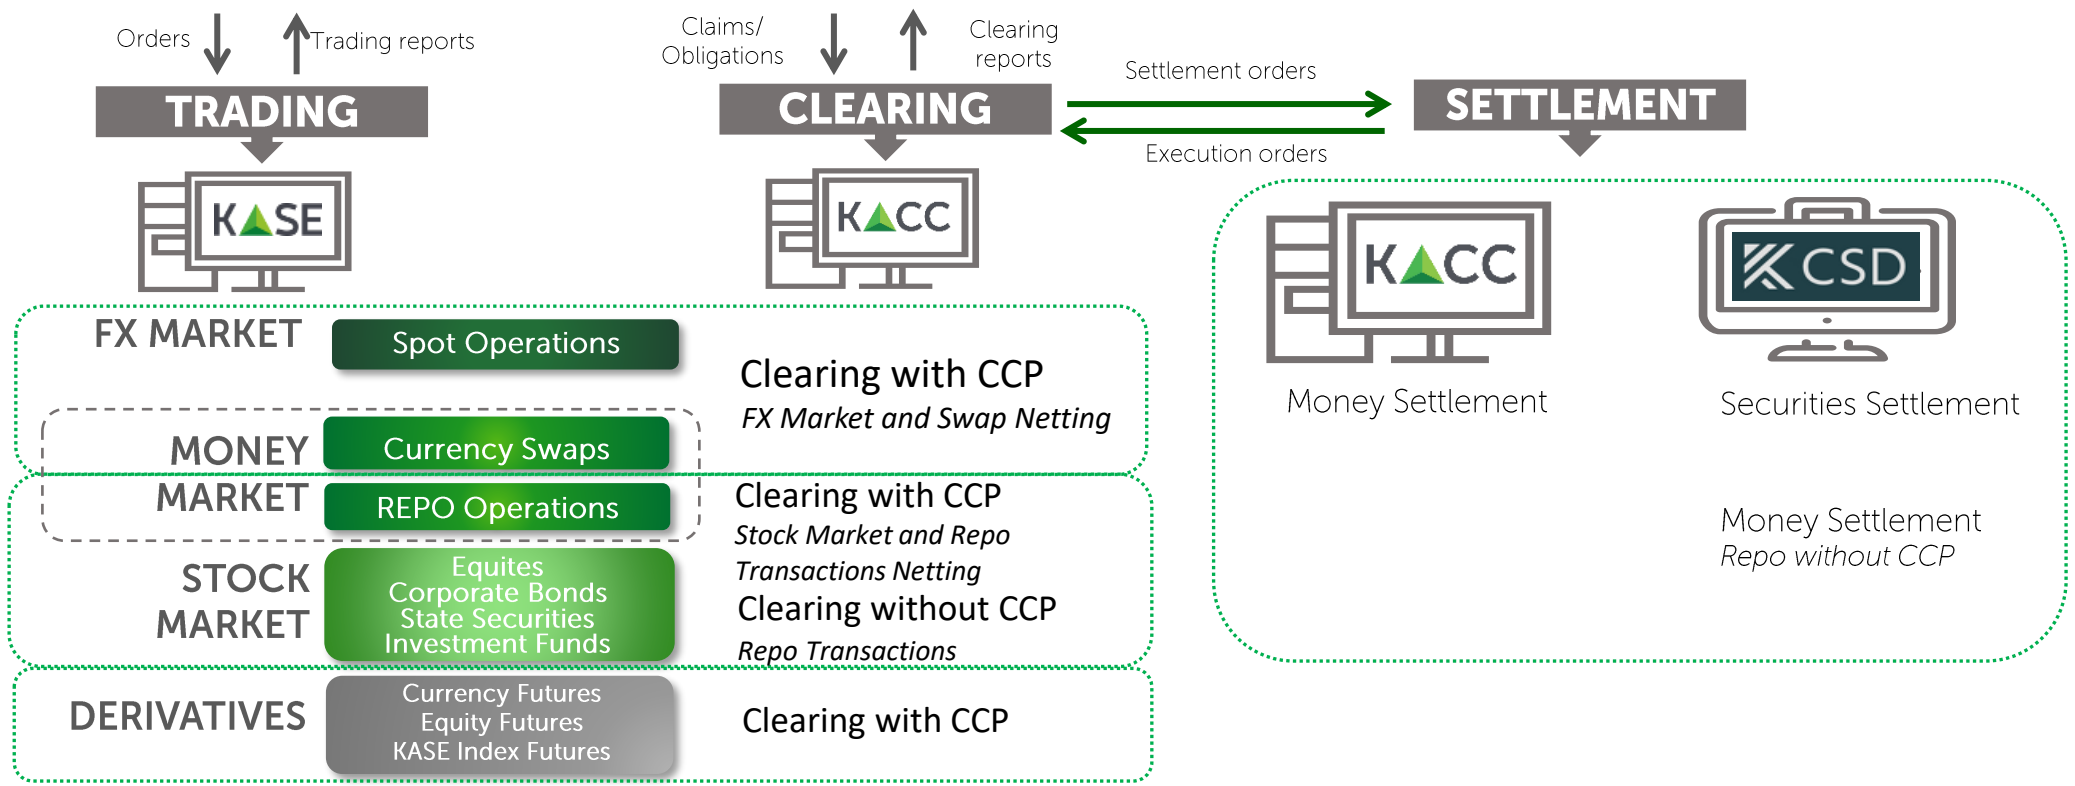 Orders
Trading reports
Claims/
Obligations
Clearing
reports
TRADING
CLEARING
Settlement orders
Execution orders
SETTLEMENT
KASE
KACC
KACC
CSD
Money Settlement
Securities Settlement
Money Settlement
Repo without CCP
FX MARKET
Spot Operations
Clearing with CCP
FX Market and Swap Netting
MONEY
MARKET
Currency Swaps
REPO Operations
Clearing with CCP
Stock Market and Repo
Transactions Netting
Clearing without CCP
Repo Transactions
STOCK
MARKET
Equites
Corporate Bonds
State Securities
Investment Funds
DERIVATIVES
Currency Futures
Equity Futures
KASE Index Futures
Clearing with CCP